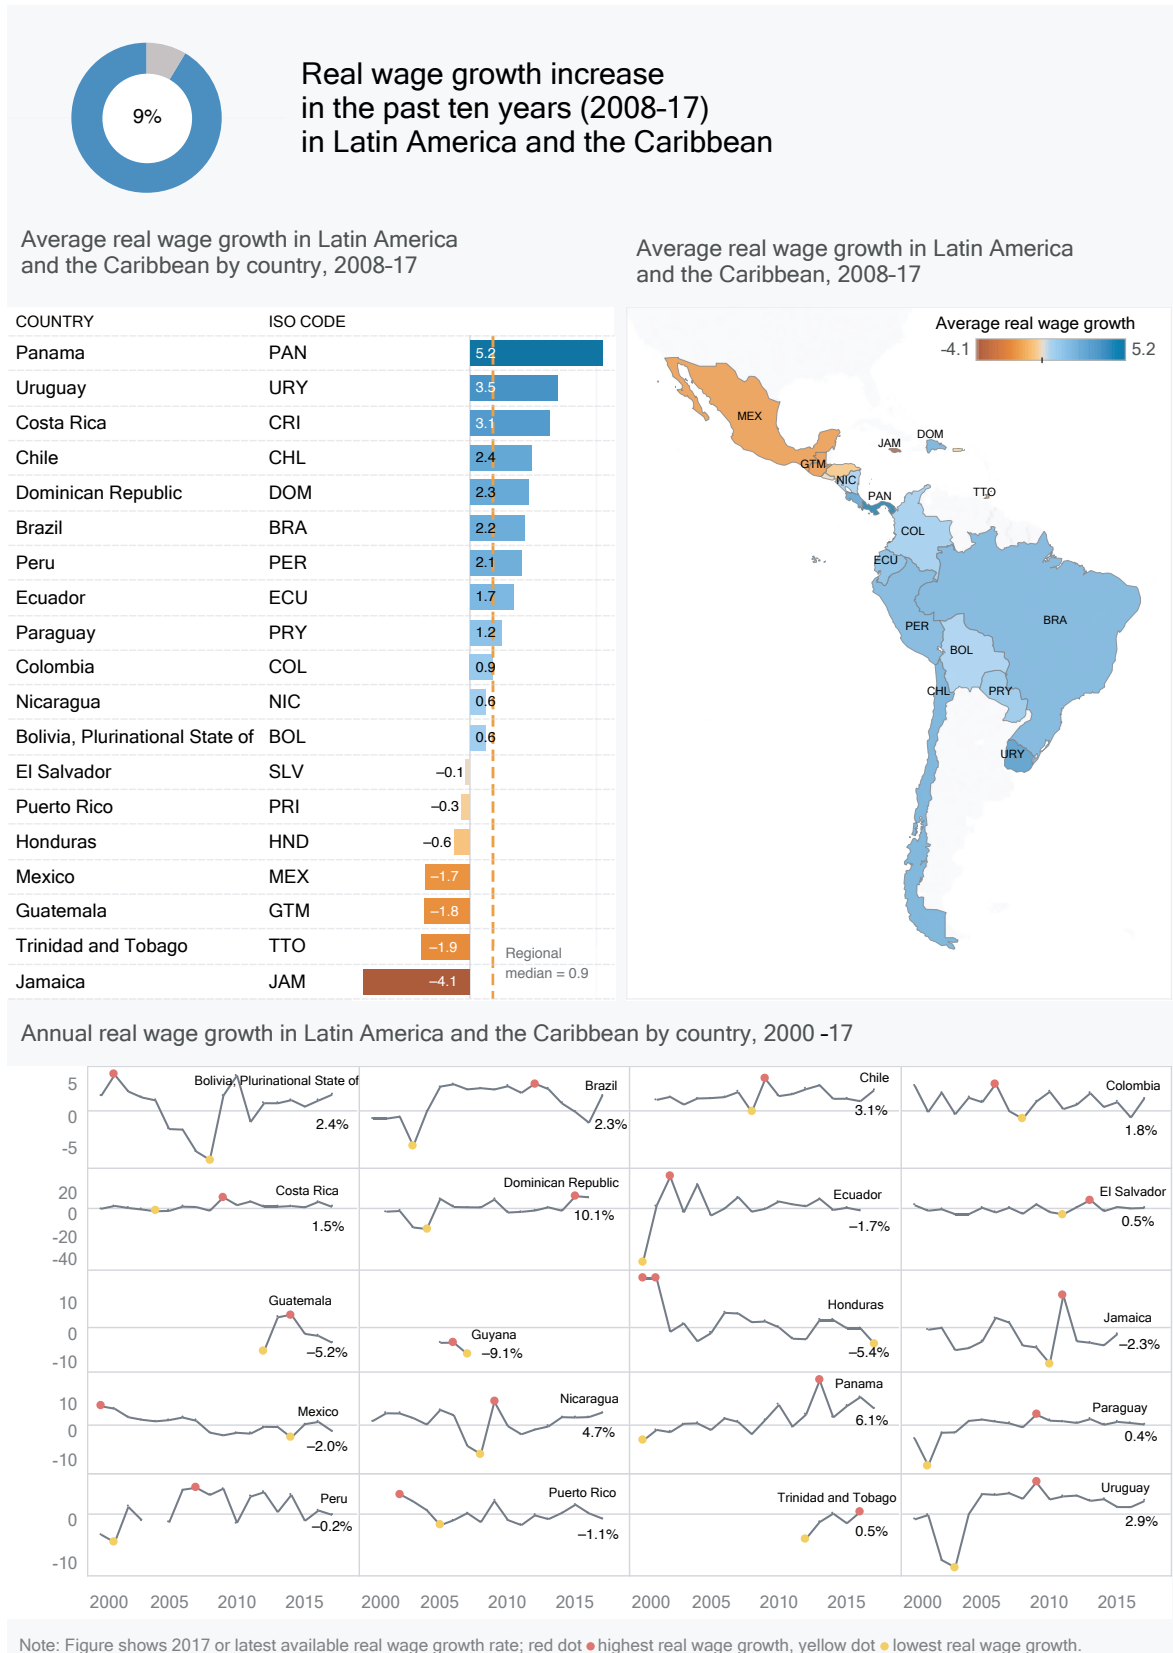 9%
Real wage growth increase
in the past ten years (2008-17)
in Latin America and the Caribbean
Average real wage growth in Latin America
and the Caribbean by country, 2008-17
COUNTRY ISO CODE
Panama PAN 5.2
Uruguay URY 3.5
Costa Rica CRI 3.1
Chile CHL 2.4
Dominican Republic DOM 2.3
Brazil BRA 2.2
Peru PER 2.1
Ecuador ECU 1.7
Paraguay PRY 1.2
Colombia COL 0.9
Nicaragua NIC 0.6
Bolivia, Plurinational State of BOL 0.6
El Salvador SLV –0.1
Puerto Rico PRI –0.3
Honduras HND –0.6
Mexico MEX –1.7
Guatemala GTM –1.8
Trinidad and Tobago TTO –1.9
Jamaica JAM –4.1
Regional
median = 0.9
Average real wage growth in Latin America
and the Caribbean, 2008-17
Average real wage growth
-4.1 5.2
MEX
DOM
JAM
GTM
NIC
PAN
TTO
COL
ECU
BRA
PER
BOL
CHL
PRY
URY
Annual real wage growth in Latin America and the Caribbean by country, 2000 -17
5
0
-5
Bolivia, Plurinational State of
2.4%
Brazil
2.3%
Chile
3.1%
Colombia
1.8%
20
0
-20
-40
Costa Rica
1.5%
Dominican Republic
10.1%
Ecuador
–1.7%
El Salvador
0.5%
10
0
-10
Guatemala
–5.2%
Guyana
–9.1%
Honduras
–5.4%
Jamaica
–2.3%
10
0
-10
Mexico
–2.0%
Nicaragua
4.7%
Panama
6.1%
Paraguay
0.4%
0
-10
Peru
–0.2%
Puerto Rico
–1.1%
Trinidad and Tobago
0.5%
Uruguay
2.9%
2000 2005 2010 2015 2000 2005 2010 2015 2000 2005 2010 2015 2000 2005 2010 2015
Note: Figure shows 2017 or latest available real wage growth rate; red dot ● highest real wage growth, yellow dot ● lowest real wage growth.